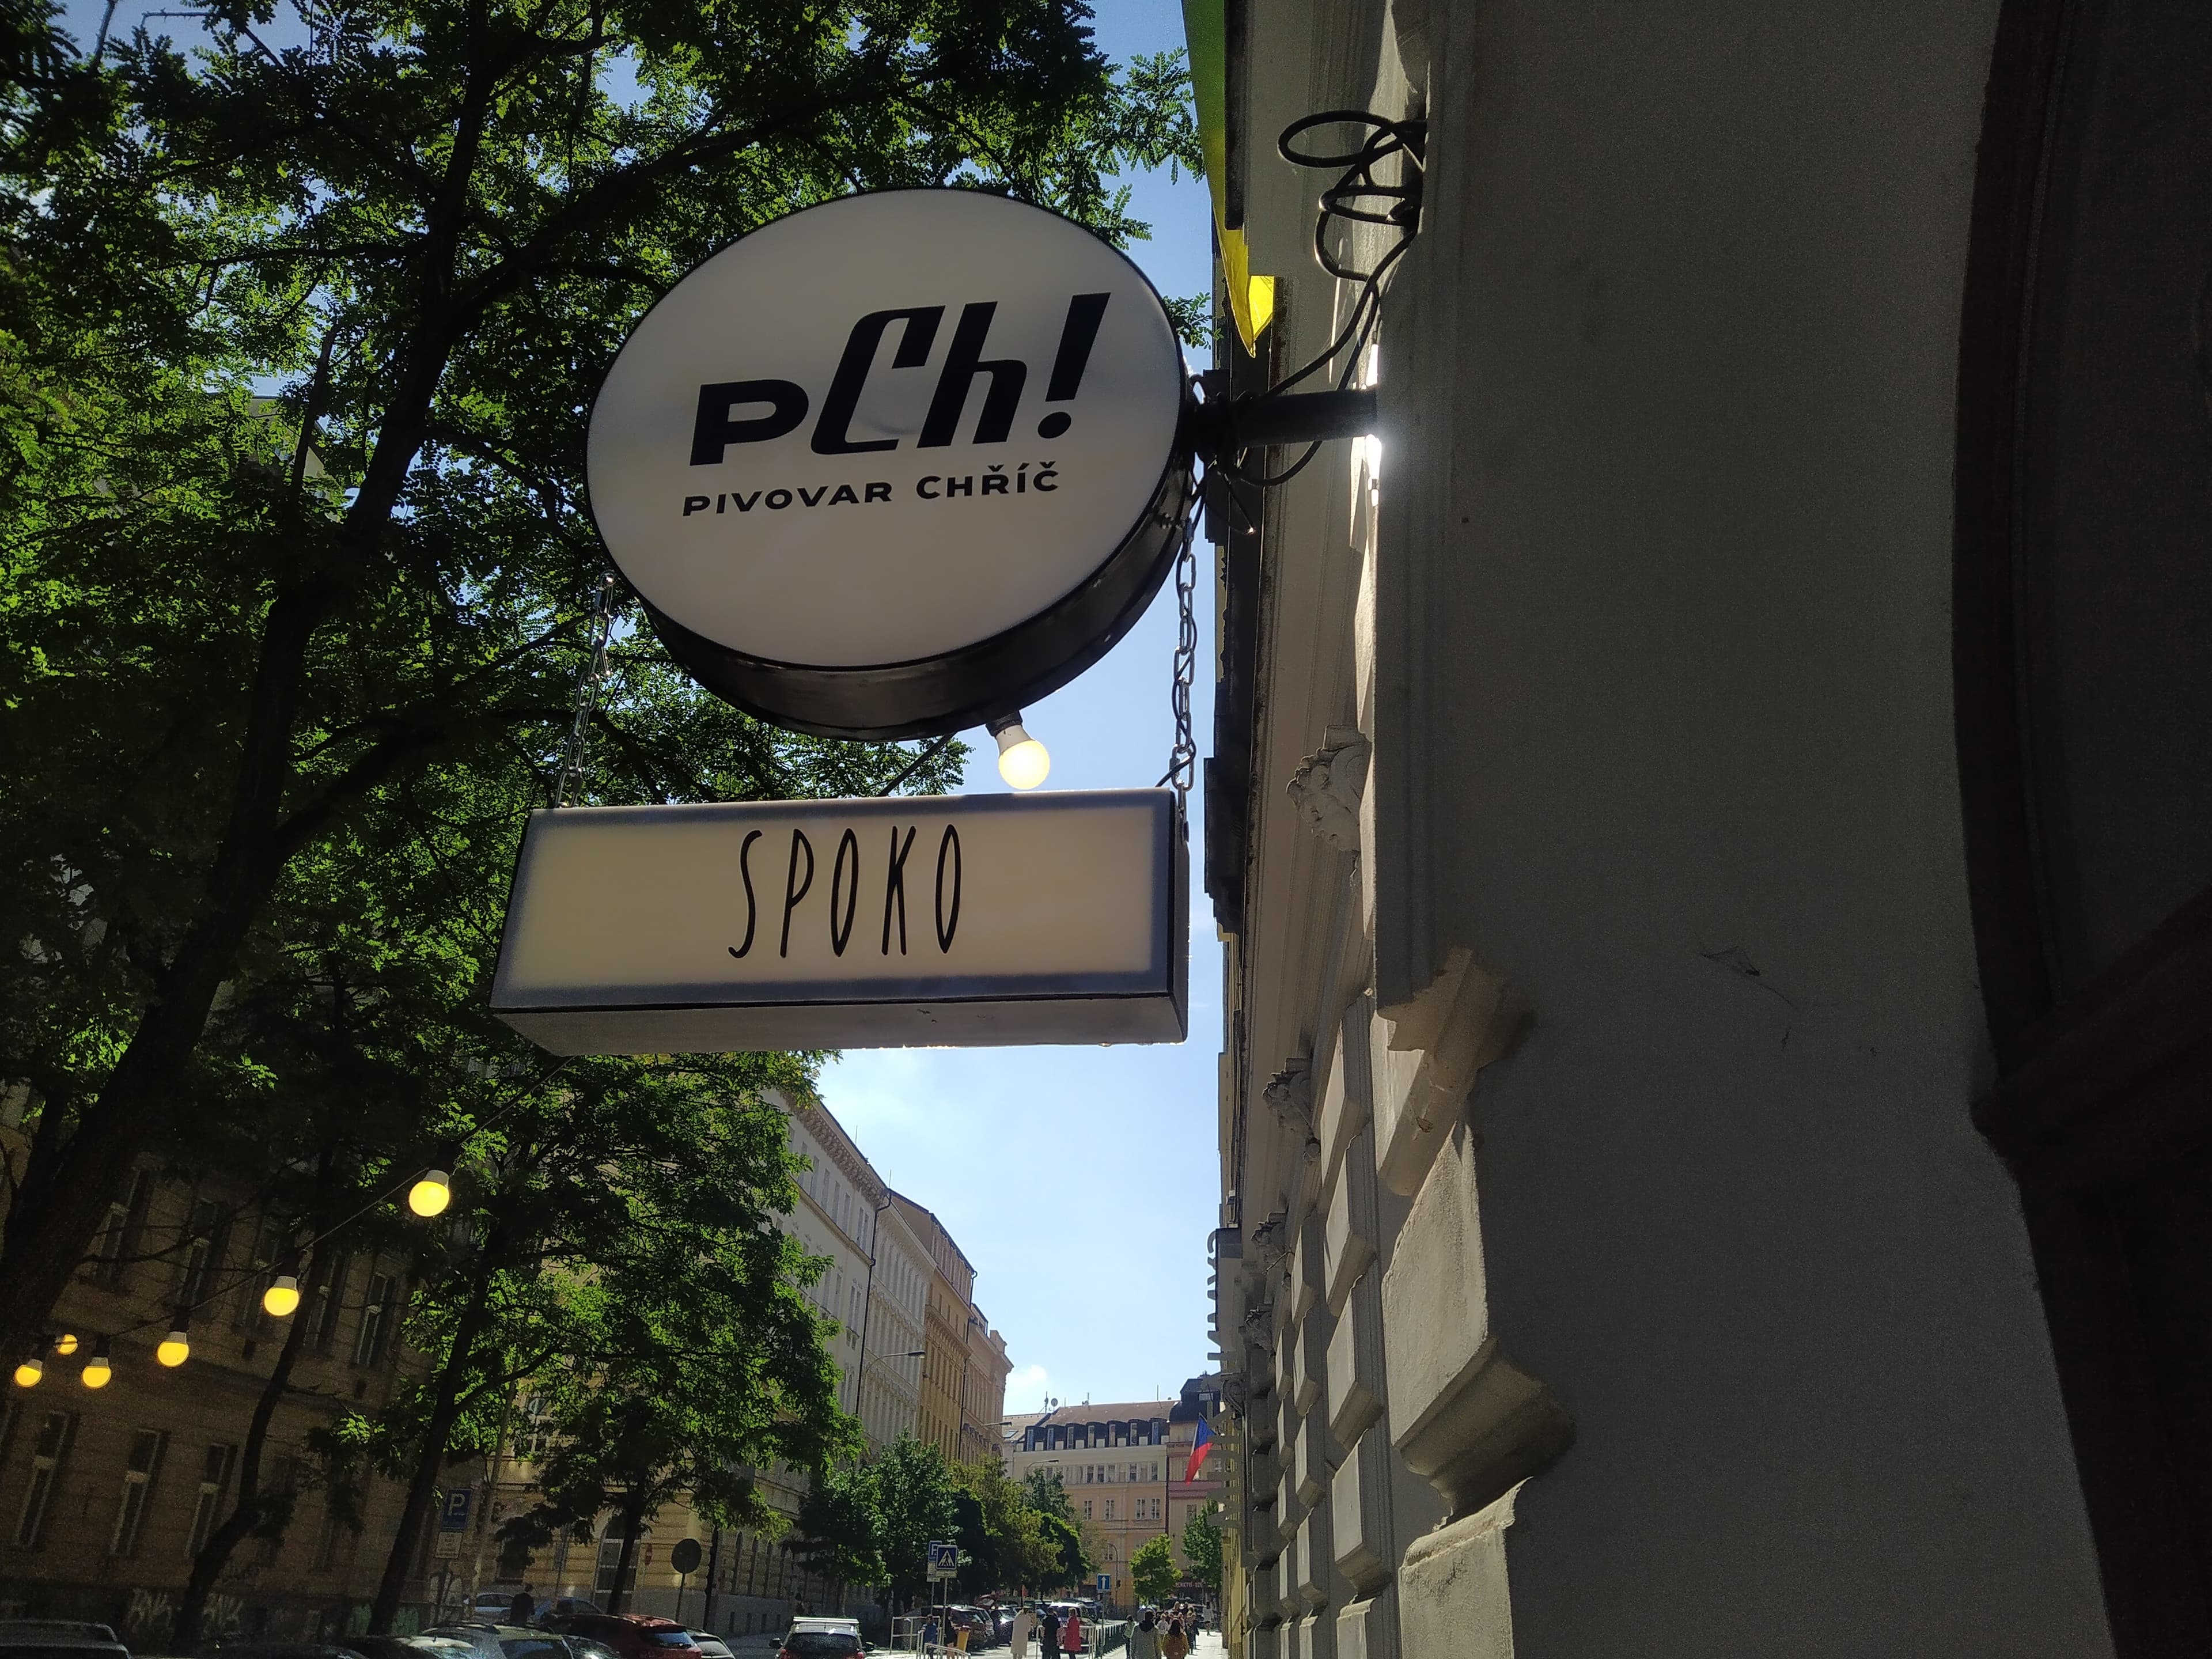 PCh!
PIVOVAR CHŘÍČ
SPOKO
P